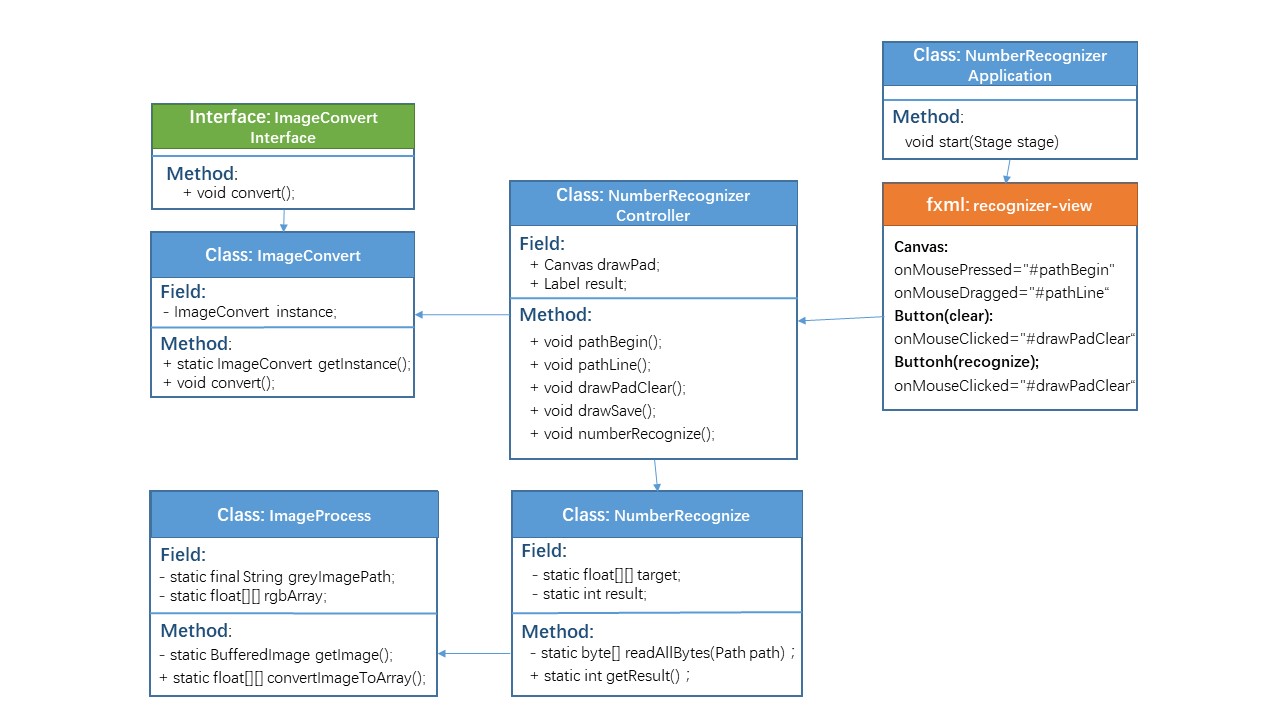 Interface: ImageConvert
Interface
Method:
+ void convert();
Class: ImageConvert
Field:
- ImageConvert instance;
Method:
+ static ImageConvert getInstance();
+ void convert();
Class: NumberRecognizer
Controller
Field:
+ Canvas drawPad;
+ Label result;
Method:
+ void pathBegin();
+ void pathLine();
+ void drawPadClear();
+ void drawSave();
+ void numberRecognize();
Class: NumberRecognizer
Application
Method:
void start(Stage stage)
fxml: recognizer-view
Canvas:
onMousePressed="#pathBegin"
onMouseDragged="#pathLine“
Button(clear):
onMouseClicked="#drawPadClear“
Buttonh(recognize);
onMouseClicked="#drawPadClear“
Class: ImageProcess
Field:
- static final String greyImagePath;
- static float[][] rgbArray;
Method:
- static BufferedImage getImage();
+ static float[][] convertImageToArray();
Class: NumberRecognize
Field:
- static float[][] target;
- static int result;
Method:
- static byte[] readAllBytes(Path path)；
+ static int getResult()；